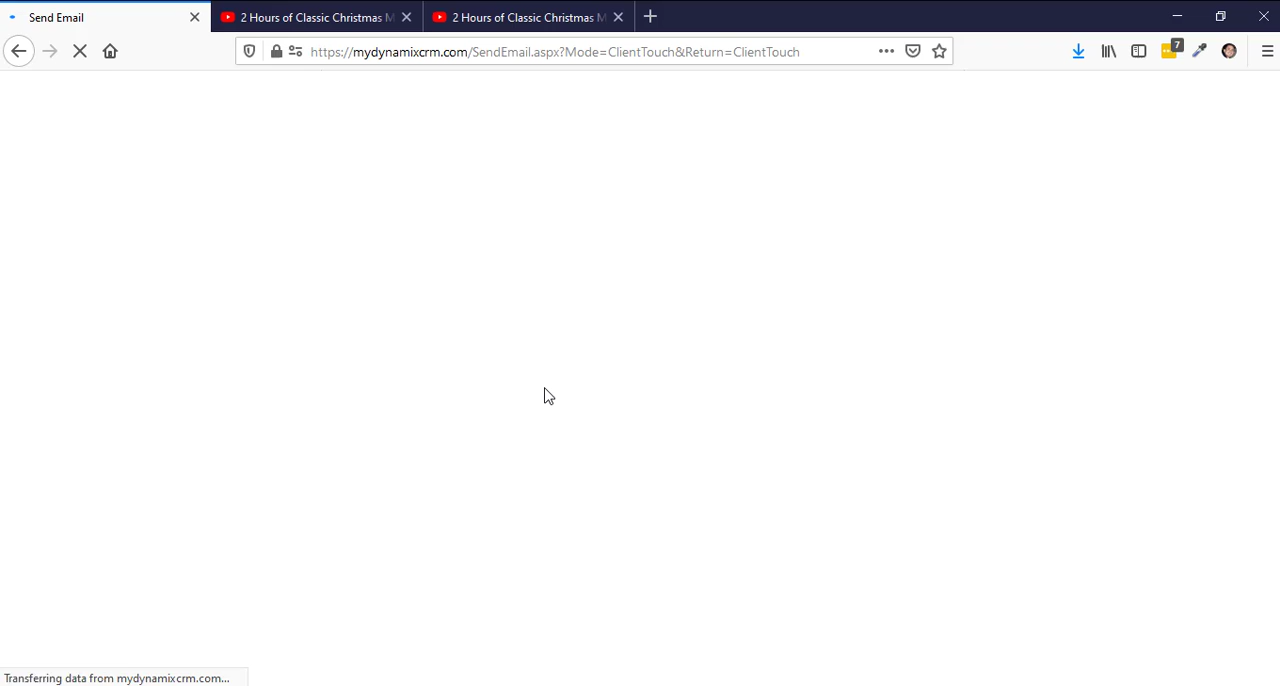 Send Email
2 Hours of Classic Christmas M
2 Hours of Classic Christmas M
https://mydynamixcrm.com/SendEmail.aspx?Mode=ClientTouch&Return=ClientTouch
7
Transferring data from mydynamixcrm.com...